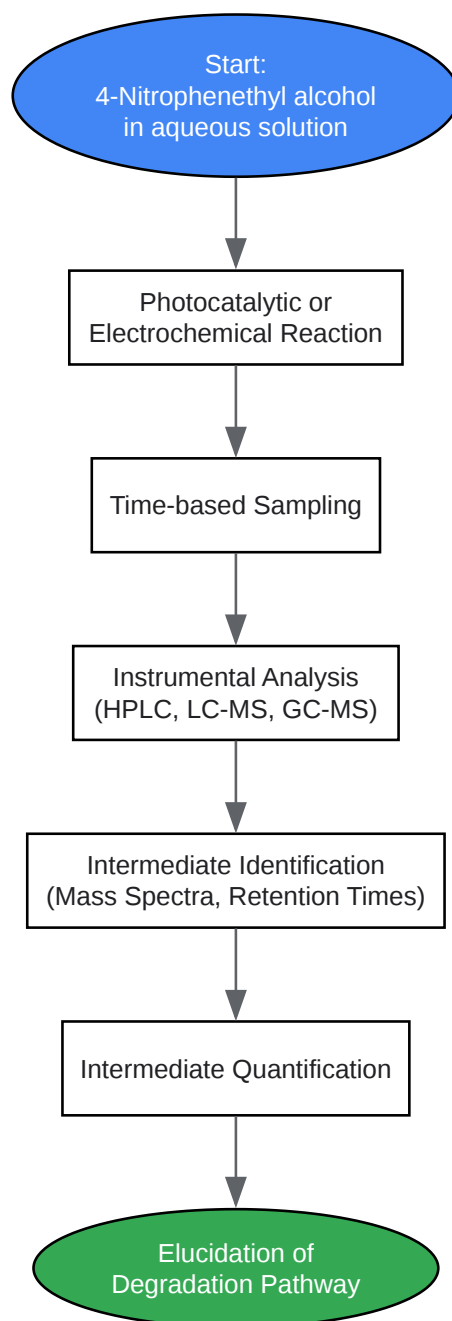 Start:
4-Nitrophenethyl alcohol
in aqueous solution
Photocatalytic or
Electrochemical Reaction
Time-based Sampling
Instrumental Analysis
(HPLC, LC-MS, GC-MS)
Intermediate Identification
(Mass Spectra, Retention Times)
Intermediate Quantification
Elucidation of
Degradation Pathway